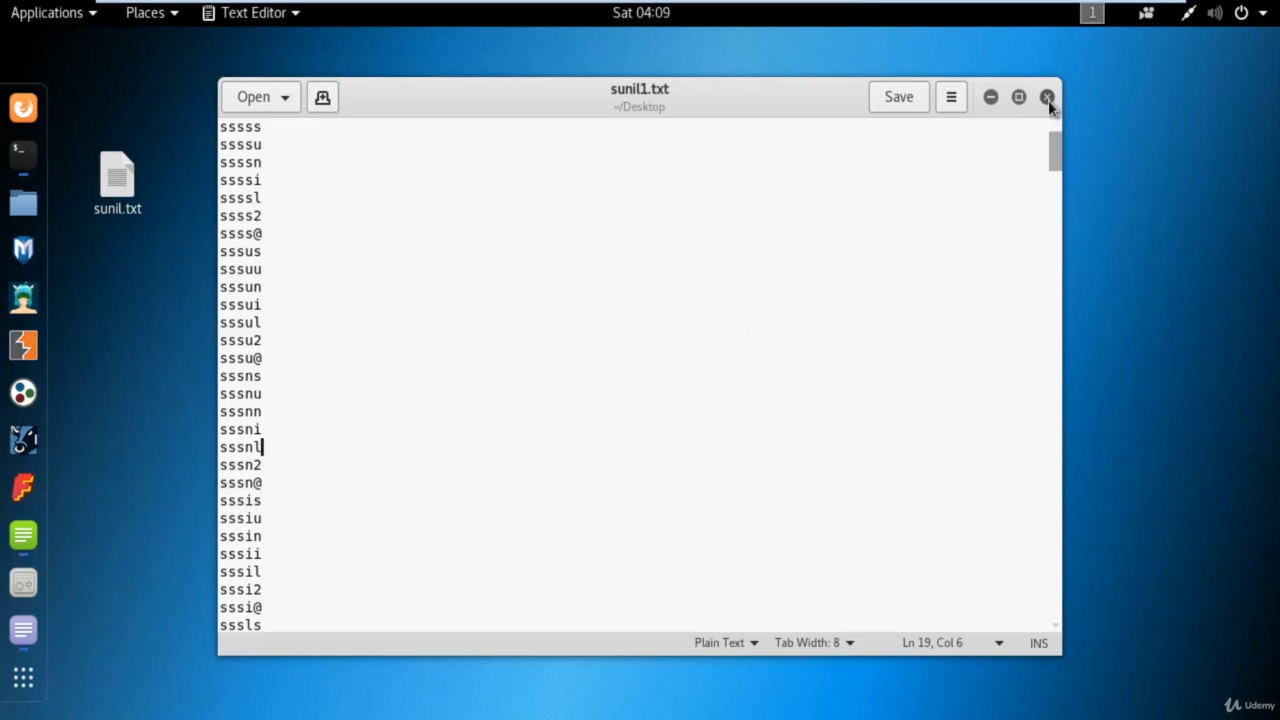 Applications Places Text Editor Sat 04:09 1
Open sunil1.txt Save
~/Desktop
sssss
ssssu
ssssn
ssssi
ssssl
ssss2
ssss@
sssus
sssuu
sssun
sssui
sssul
sssu2
sssu@
sssns
sssnu
sssnn
sssni
sssnl
sssn2
sssn@
sssis
sssiu
sssin
sssii
sssil
sssi2
sssi@
sssls
sunil.txt
Plain Text Tab Width: 8 Ln 19, Col 6 INS
Udemy